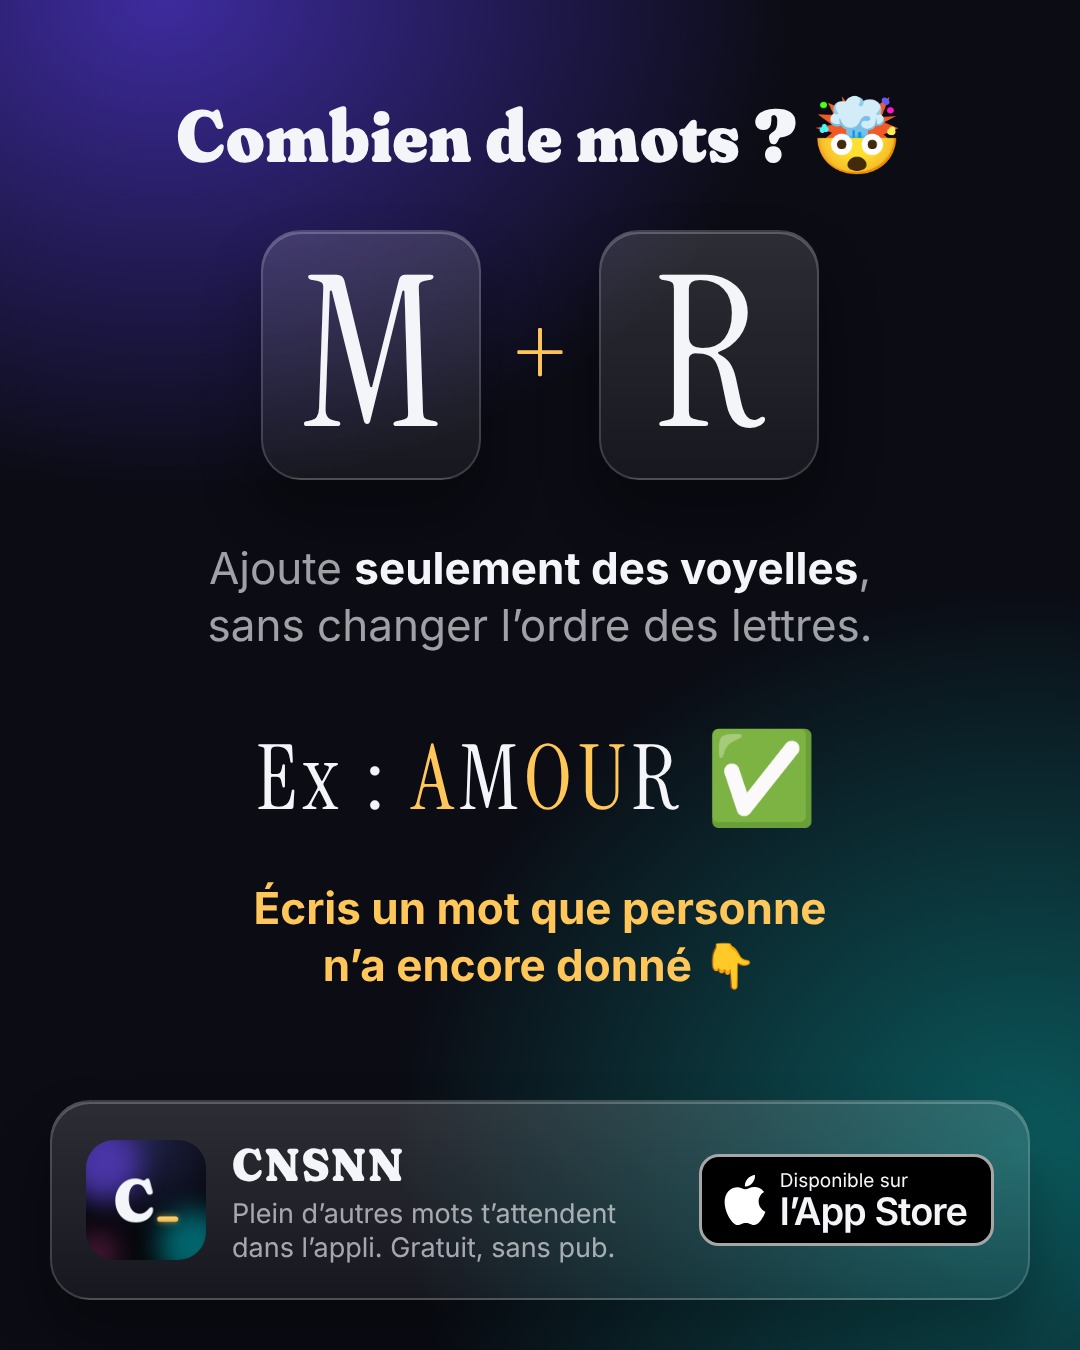 Combien de mots ? 🤯
M + R
Ajoute seulement des voyelles,
sans changer l’ordre des lettres.
Ex : AMOUR ✅
Écris un mot que personne
n’a encore donné 👇
C_
CNSNN
Plein d’autres mots t’attendent
dans l’appli. Gratuit, sans pub.
Disponible sur
l’App Store